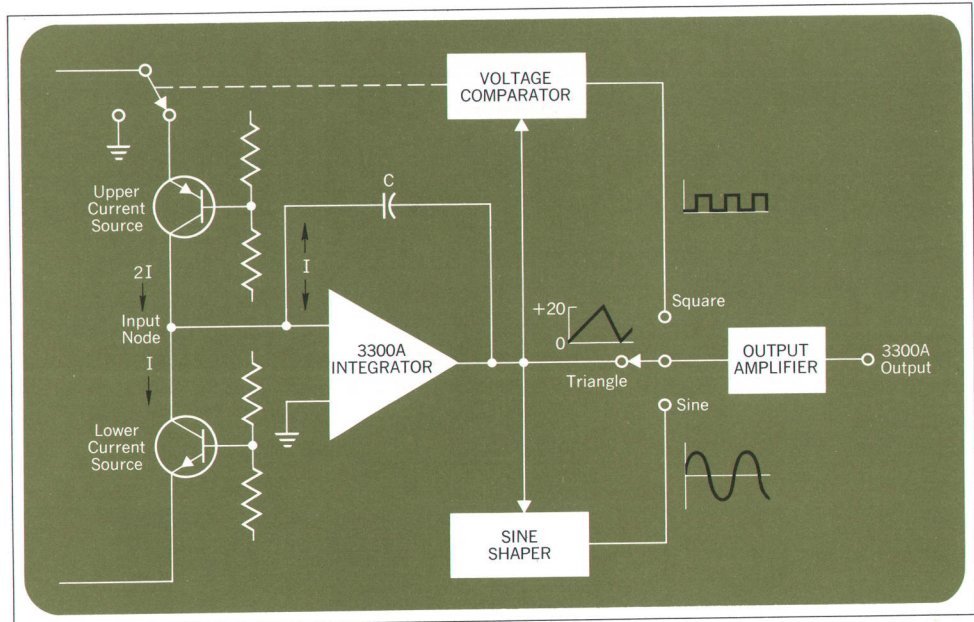 VOLTAGE
COMPARATOR
Upper
Current
Source
C
I
2I
Input
Node
I
3300A
INTEGRATOR
+20
0
Triangle
Square
Sine
OUTPUT
AMPLIFIER
3300A
Output
Lower
Current
Source
SINE
SHAPER